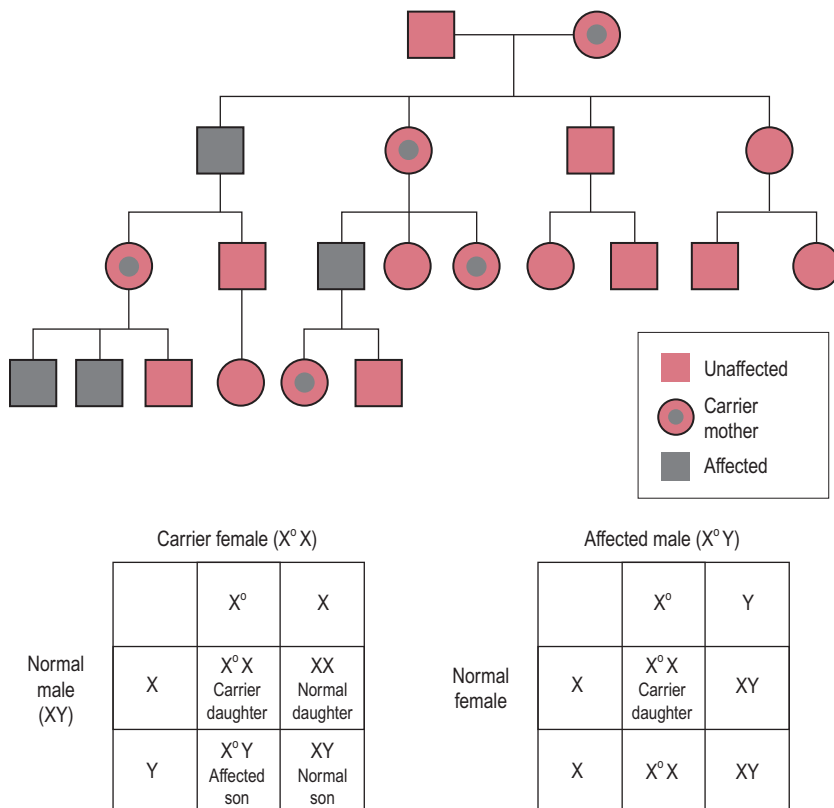 Unaffected
Carrier
mother
Affected
Carrier female (X° X)
X° X
Normal
male
(XY)
X
X° X
Carrier
daughter
XX
Normal
daughter
Y
X° Y
Affected
son
XY
Normal
son
Affected male (X° Y)
X° Y
Normal
female
X
X° X
Carrier
daughter
XY
X
X° X
XY